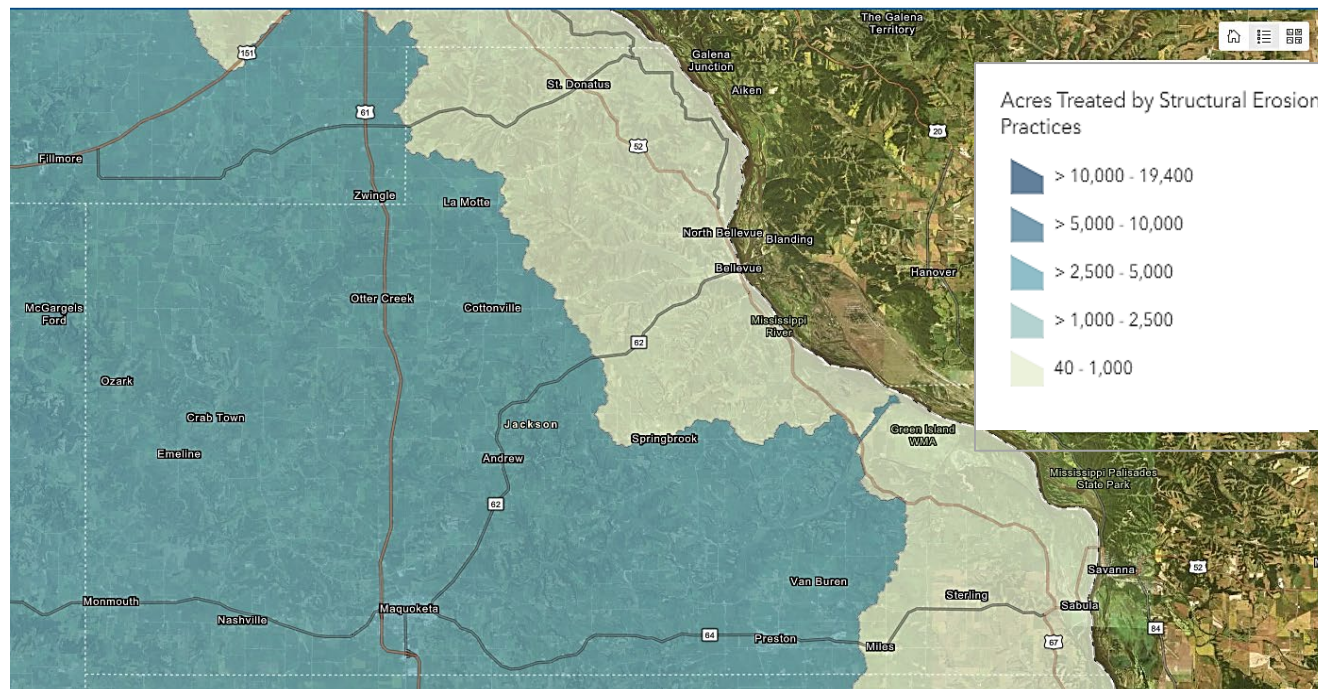 The Galena
Territory
151
Galena
Junction
St. Donatus
Aiken
61
20
52
Fillmore
Zwingle
La Motte
North Bellevue
Blanding
Bellevue
Hanover
Otter Creek
Cottonville
McGargels
Ford
Mississippi
River
62
Ozark
Crab Town
Jackson
Green Island
WMA
Springbrook
Emeline
Andrew
Mississippi Palisades
State Park
62
Savanna
52
Van Buren
Sterling
Monmouth
Maquoketa
Sabula
Nashville
64
Preston
Miles
67
84
Acres Treated by Structural Erosion
Practices
> 10,000 - 19,400
> 5,000 - 10,000
> 2,500 - 5,000
> 1,000 - 2,500
40 - 1,000